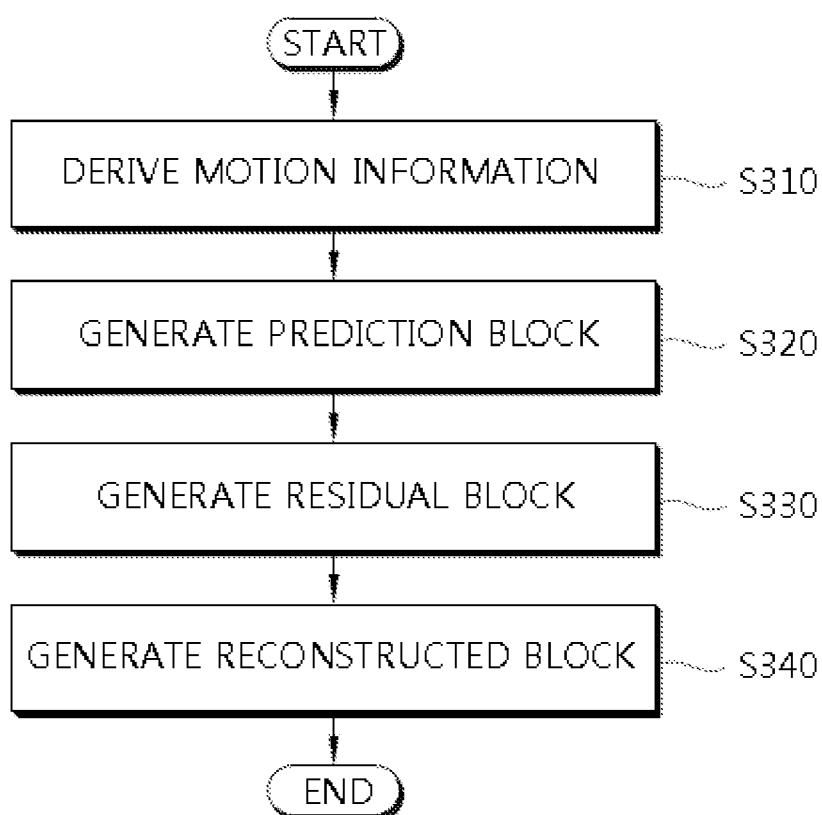 START
DERIVE MOTION INFORMATION
S310
GENERATE PREDICTION BLOCK
S320
GENERATE RESIDUAL BLOCK
S330
GENERATE RECONSTRUCTED BLOCK
S340
END